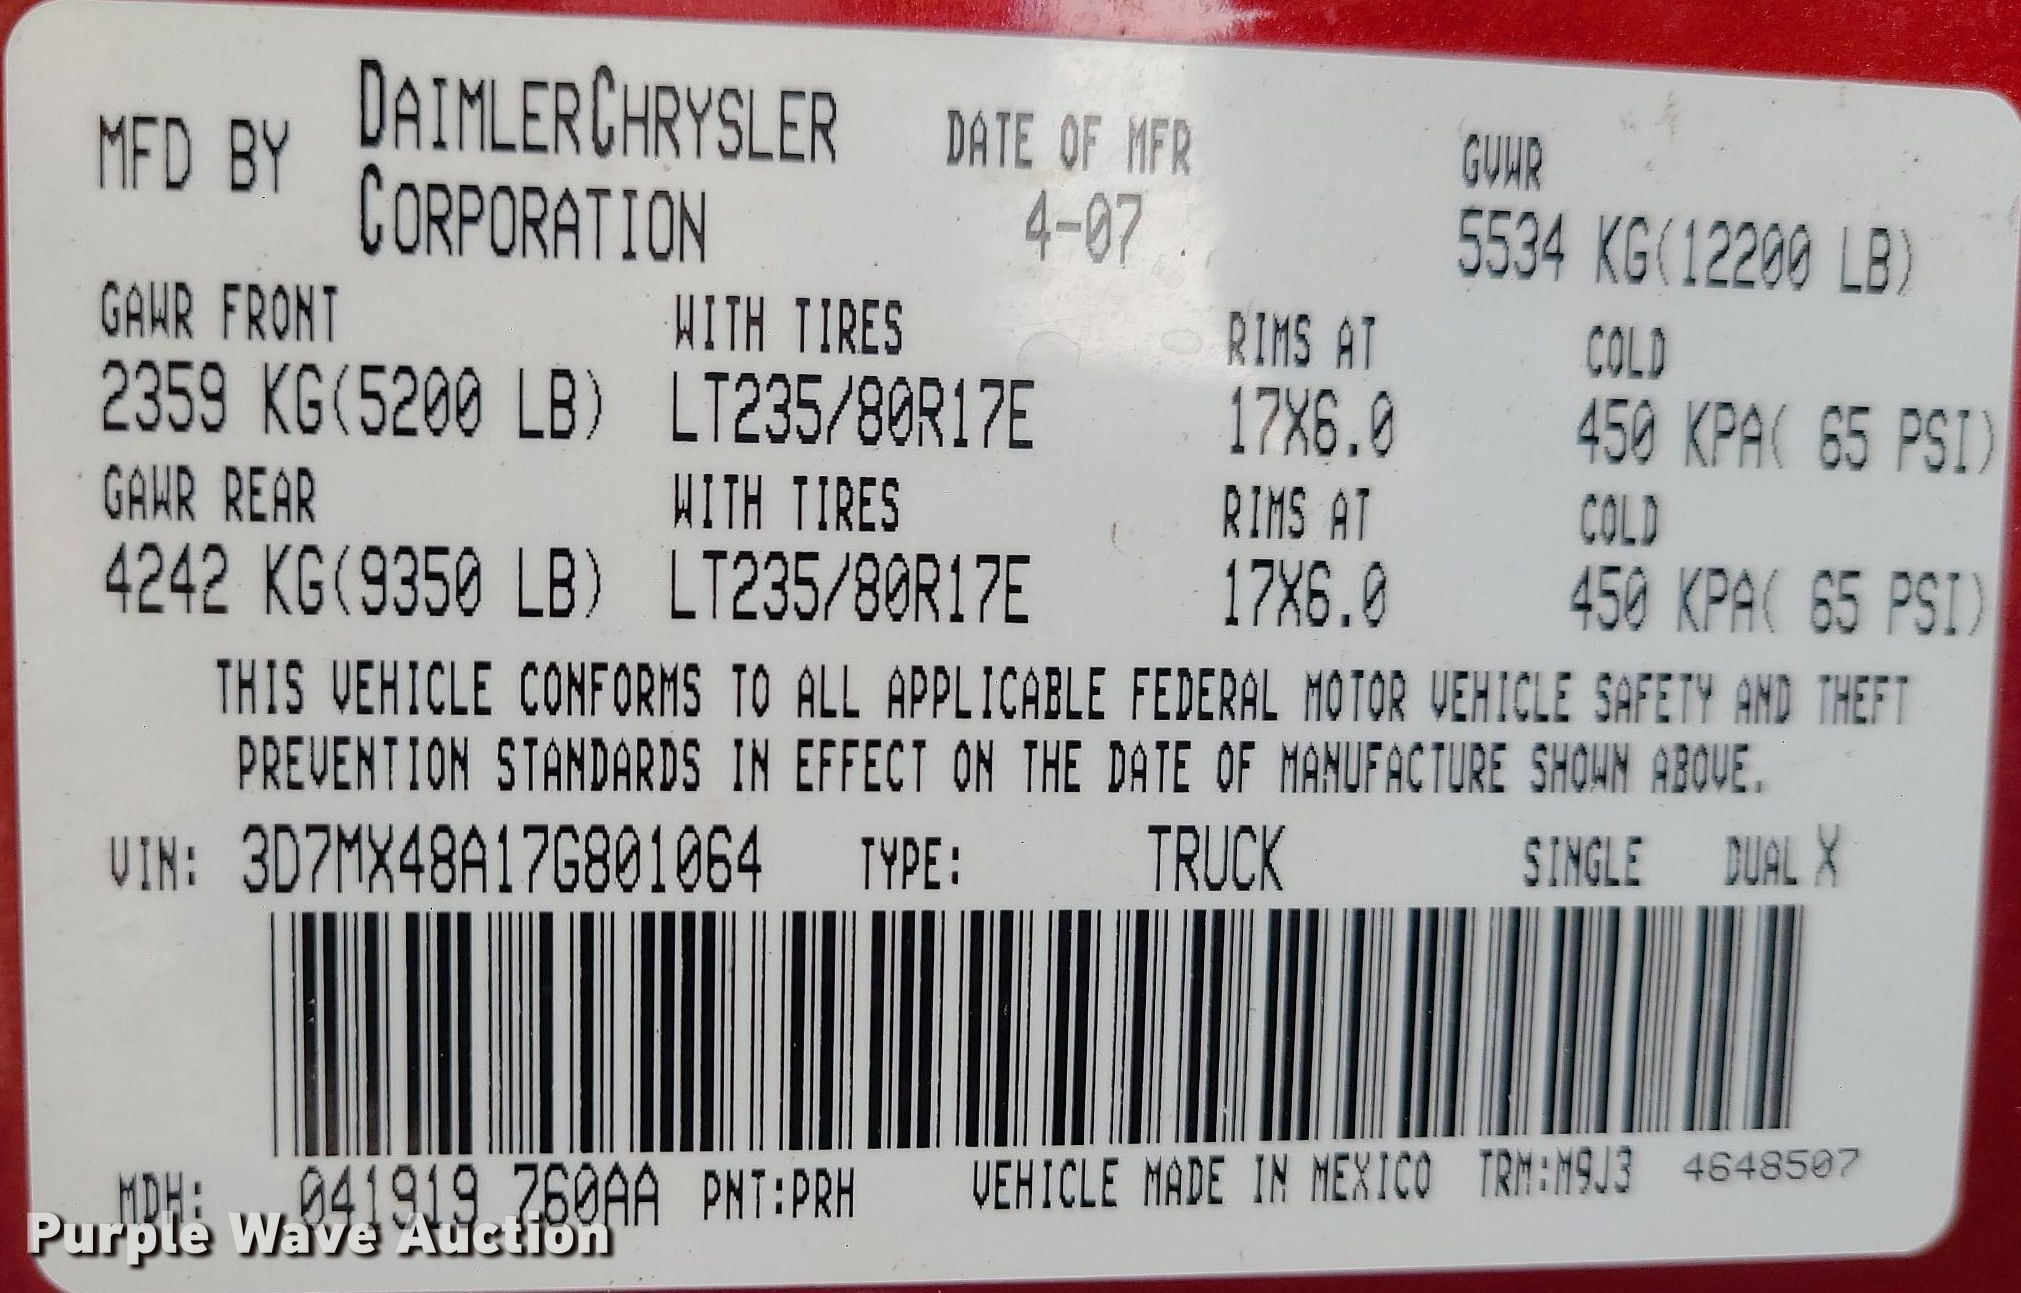 MFD BY DAIMLERCHRYSLER CORPORATION DATE OF MFR 4-07 GVWR 5534 KG(12200 LB)
GAWR FRONT WITH TIRES RIMS AT COLD
2359 KG(5200 LB) LT235/80R17E 17X6.0 450 KPA( 65 PSI)
GAWR REAR WITH TIRES RIMS AT COLD
4242 KG(9350 LB) LT235/80R17E 17X6.0 450 KPA( 65 PSI)
THIS VEHICLE CONFORMS TO ALL APPLICABLE FEDERAL MOTOR VEHICLE SAFETY AND THEFT
PREVENTION STANDARDS IN EFFECT ON THE DATE OF MANUFACTURE SHOWN ABOVE.
VIN: 3D7MX48A17G801064 TYPE: TRUCK SINGLE DUAL X
MDH: 041919 760AA PNT:PRH VEHICLE MADE IN MEXICO TRM:M9J3 4648507
Purple Wave Auction